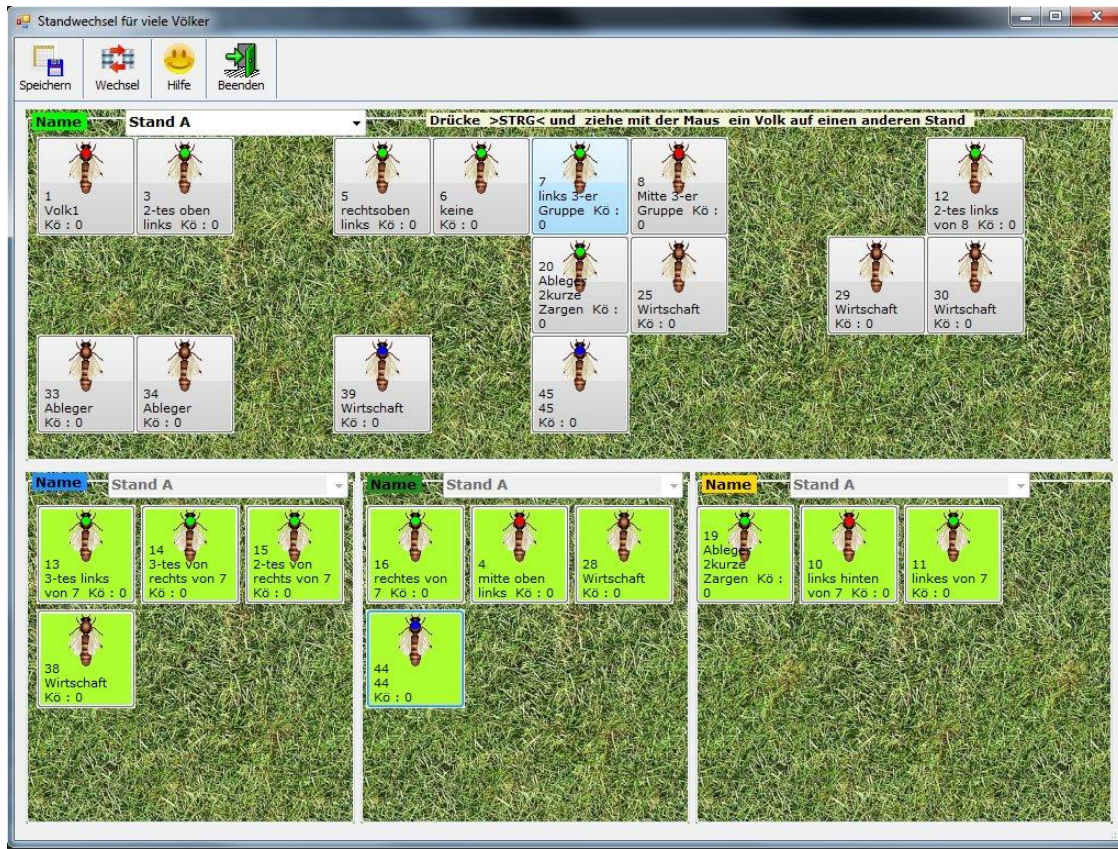 Standwechsel für viele Völker
Speichern Wechsel Hilfe Beenden
Name Stand A Drücke >STRG< und ziehe mit der Maus ein Volk auf einen anderen Stand
1
Volk1
Kö : 0
3
2-tes oben
links Kö : 0
5
rechtsoben
links Kö : 0
6
keine
Kö : 0
7
links 3-er
Gruppe Kö :
0
8
Mitte 3-er
Gruppe Kö :
0
12
2-tes links
von 8 Kö : 0
20
Ableger
2kurze
Zargen Kö :
0
25
Wirtschaft
Kö : 0
29
Wirtschaft
Kö : 0
30
Wirtschaft
Kö : 0
33
Ableger
Kö : 0
34
Ableger
Kö : 0
39
Wirtschaft
Kö : 0
45
45
Kö : 0
Name Stand A
13
3-tes links
von 7 Kö : 0
14
3-tes von
rechts von 7
Kö : 0
15
2-tes von
rechts von 7
Kö : 0
38
Wirtschaft
Kö : 0
Name Stand A
16
rechtes von
7 Kö : 0
4
mitte oben
links Kö : 0
28
Wirtschaft
Kö : 0
44
44
Kö : 0
Name Stand A
19
Ableger
2kurze
Zargen Kö :
0
10
links hinten
von 7 Kö : 0
11
linkes von 7
Kö : 0